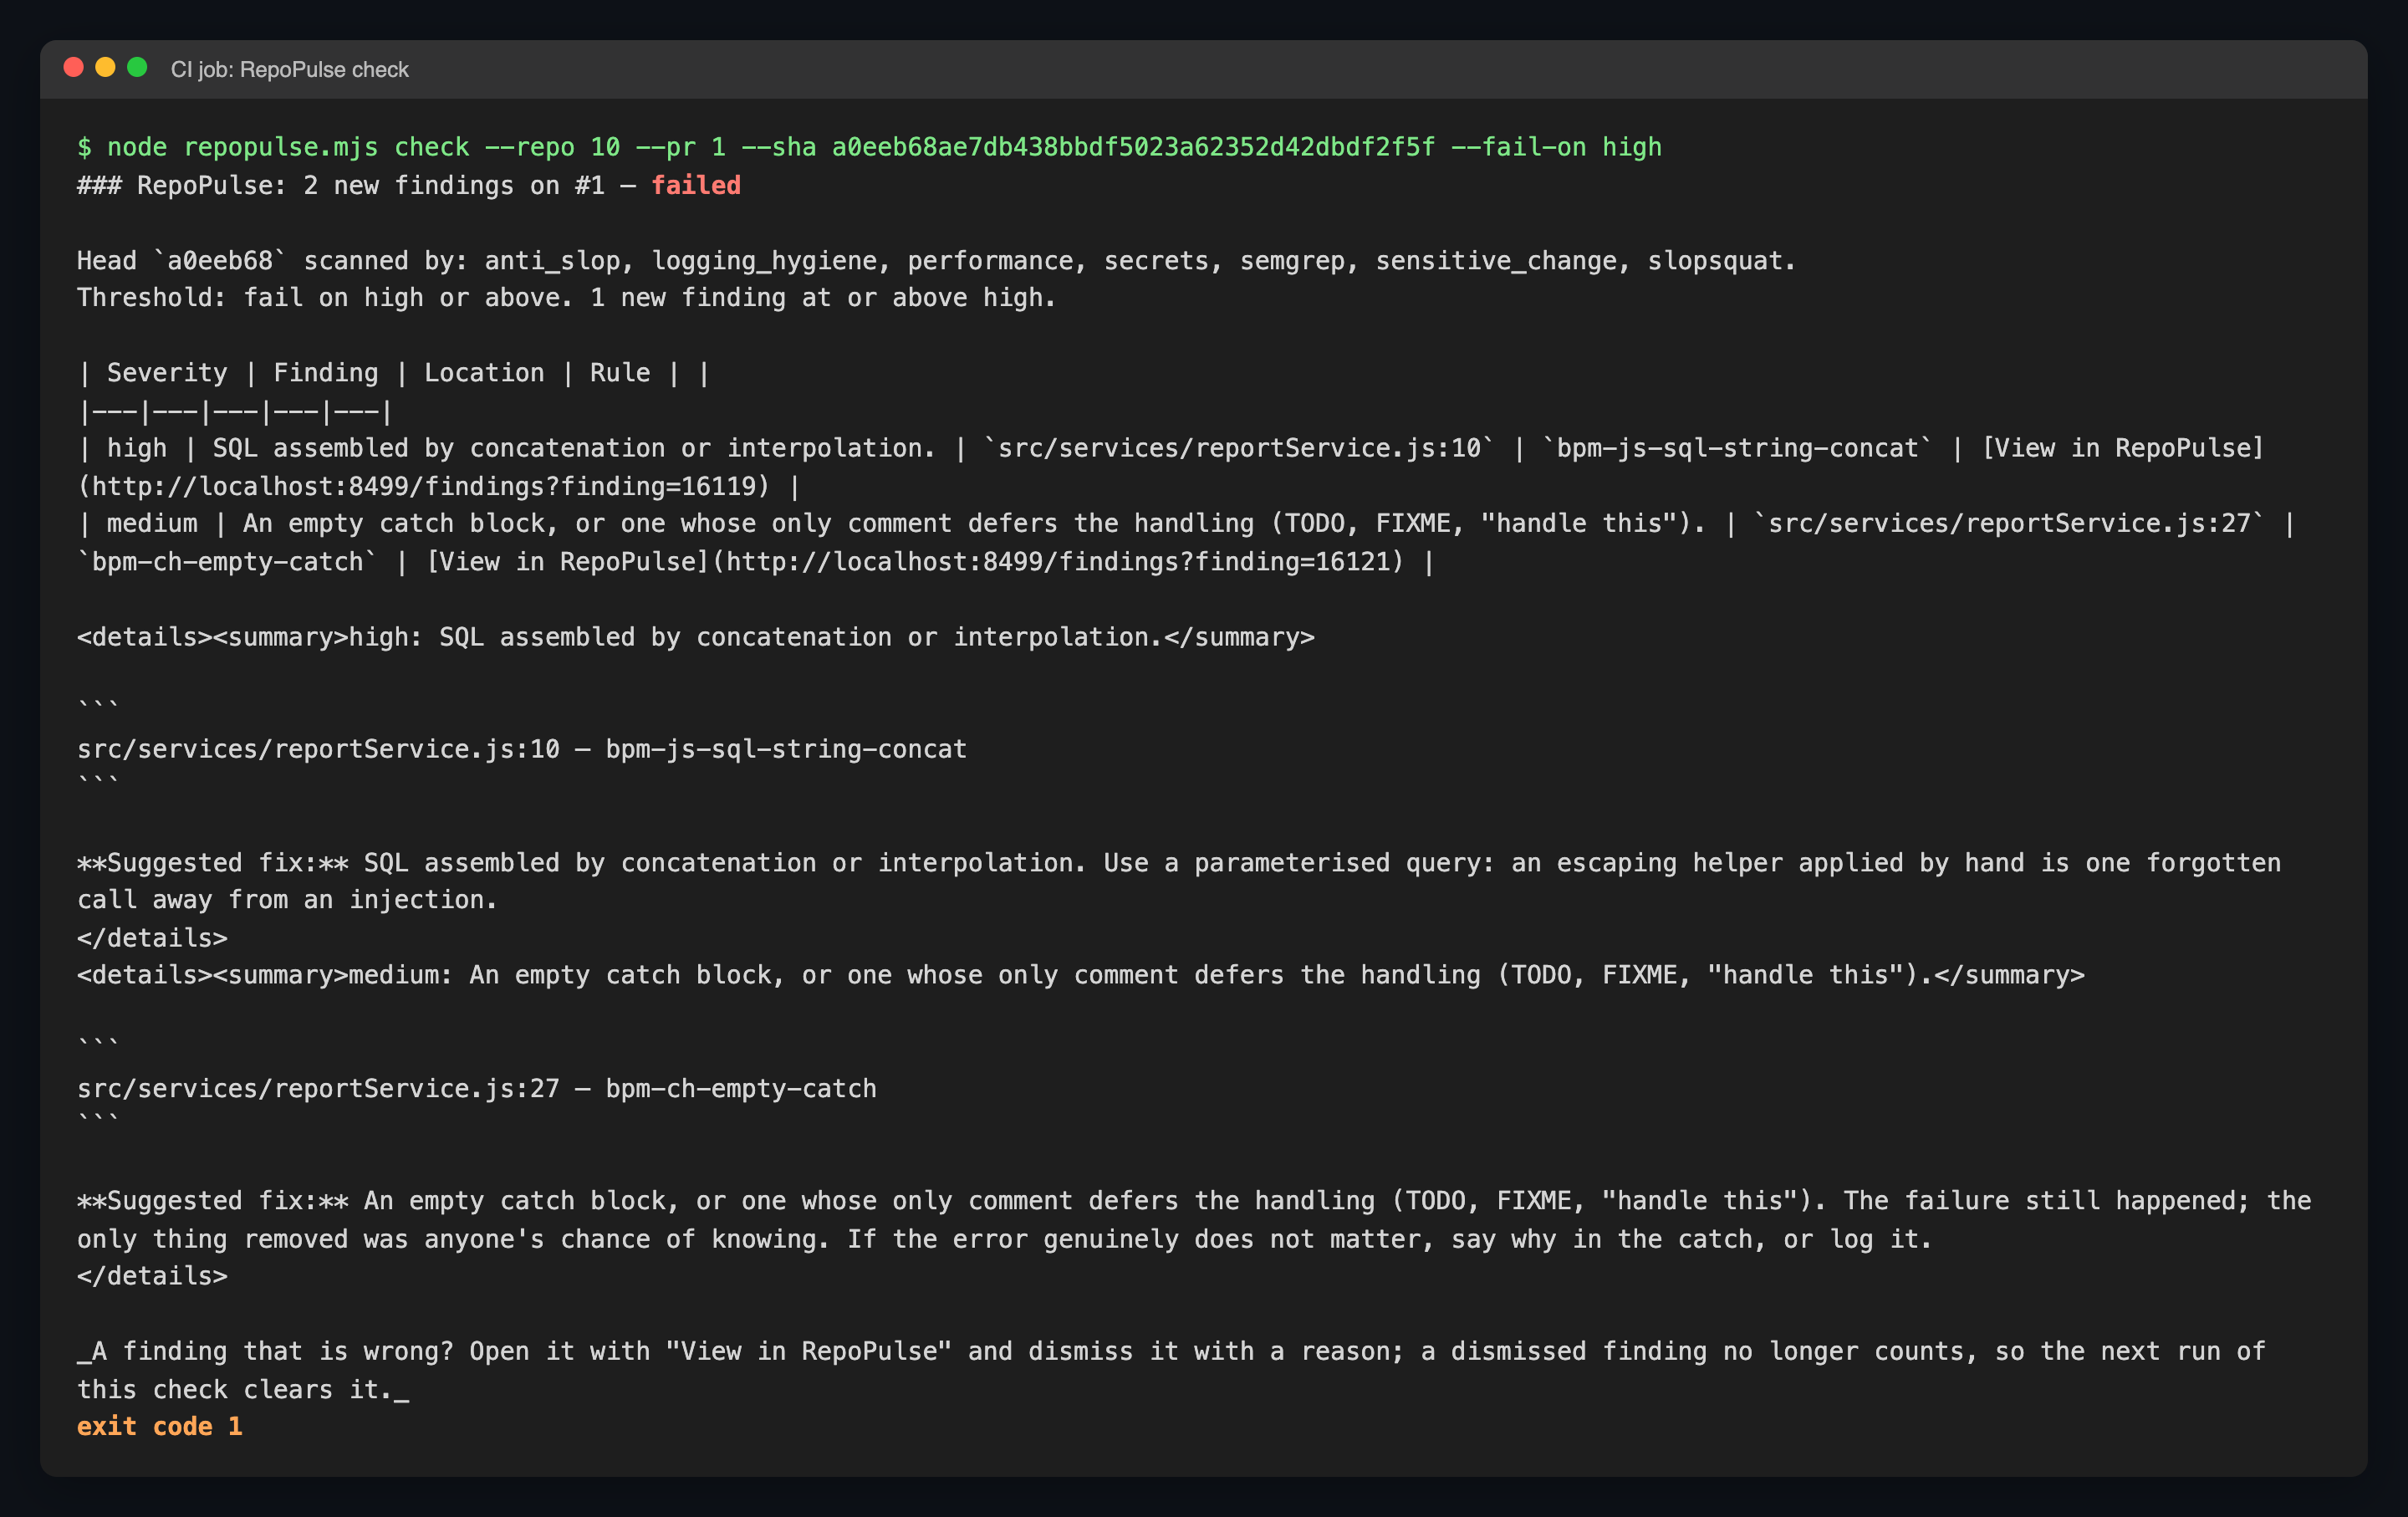 CI job: RepoPulse check
$ node repopulse.mjs check --repo 10 --pr 1 --sha a0eeb68ae7db438bbdf5023a62352d42dbdf2f5f --fail-on high
### RepoPulse: 2 new findings on #1 — failed
Head `a0eeb68` scanned by: anti_slop, logging_hygiene, performance, secrets, semgrep, sensitive_change, slopsquat.
Threshold: fail on high or above. 1 new finding at or above high.
| Severity | Finding | Location | Rule | |
|---|---|---|---|---|
| high | SQL assembled by concatenation or interpolation. | `src/services/reportService.js:10` | `bpm-js-sql-string-concat` | [View in RepoPulse]
(http://localhost:8499/findings?finding=16119) |
| medium | An empty catch block, or one whose only comment defers the handling (TODO, FIXME, "handle this"). | `src/services/reportService.js:27` |
`bpm-ch-empty-catch` | [View in RepoPulse](http://localhost:8499/findings?finding=16121) |
<details><summary>high: SQL assembled by concatenation or interpolation.</summary>
```
src/services/reportService.js:10 — bpm-js-sql-string-concat
```
**Suggested fix:** SQL assembled by concatenation or interpolation. Use a parameterised query: an escaping helper applied by hand is one forgotten
call away from an injection.
</details>
<details><summary>medium: An empty catch block, or one whose only comment defers the handling (TODO, FIXME, "handle this").</summary>
```
src/services/reportService.js:27 — bpm-ch-empty-catch
```
**Suggested fix:** An empty catch block, or one whose only comment defers the handling (TODO, FIXME, "handle this"). The failure still happened; the
only thing removed was anyone's chance of knowing. If the error genuinely does not matter, say why in the catch, or log it.
</details>
_A finding that is wrong? Open it with "View in RepoPulse" and dismiss it with a reason; a dismissed finding no longer counts, so the next run of
this check clears it._
exit code 1